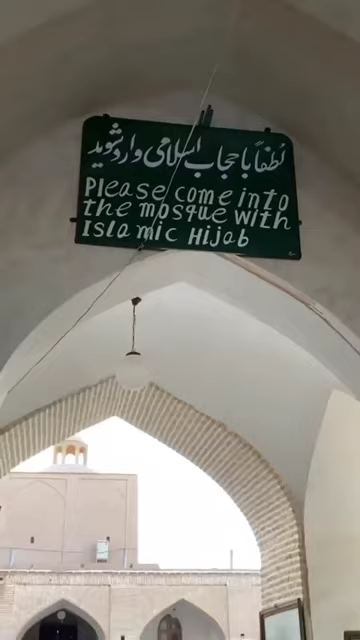 لطفاً با حجاب اسلامی وارد شوید
Please come into
the mosque with
Islamic Hijab